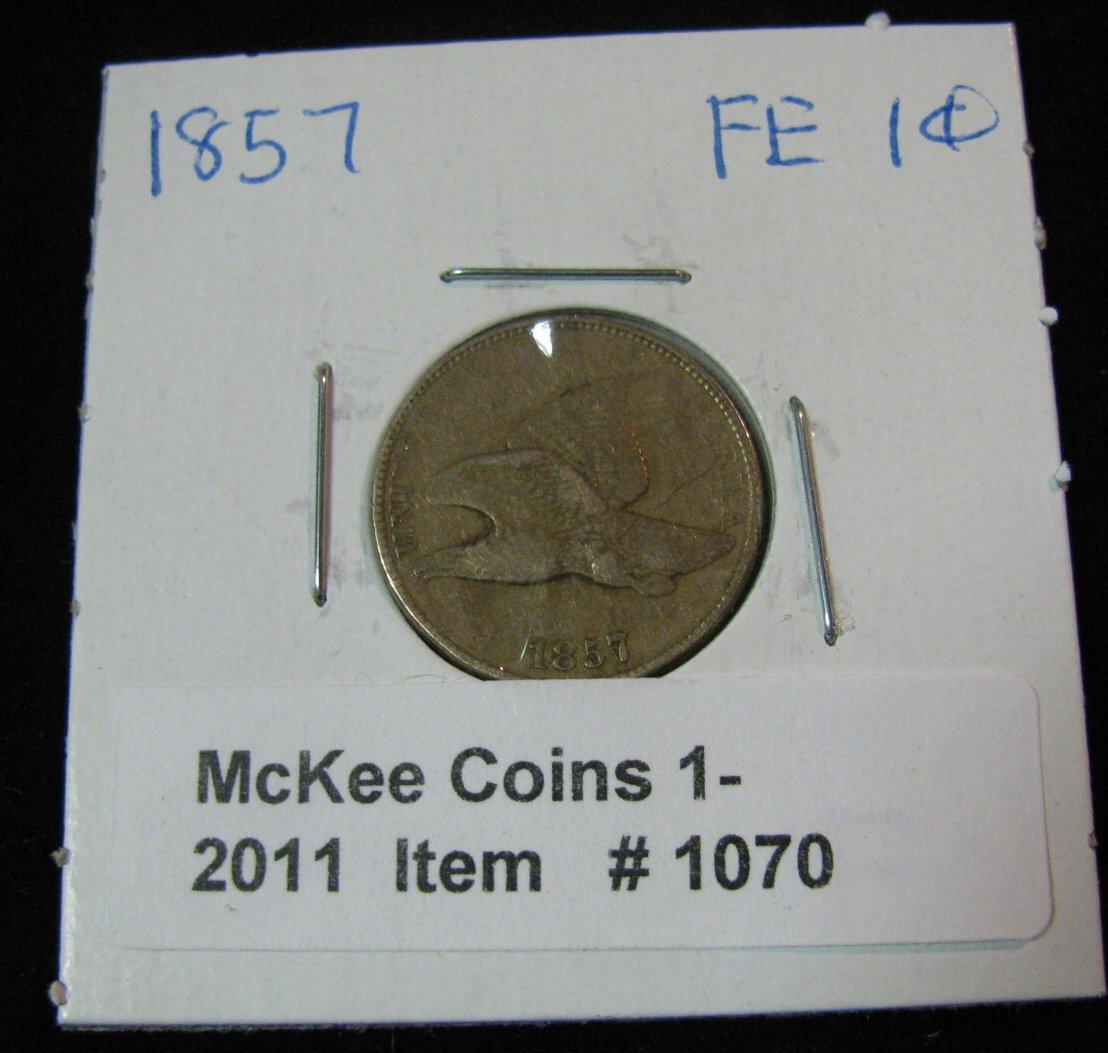 1857 FE 1¢
1857
McKee Coins 1-
2011 Item # 1070